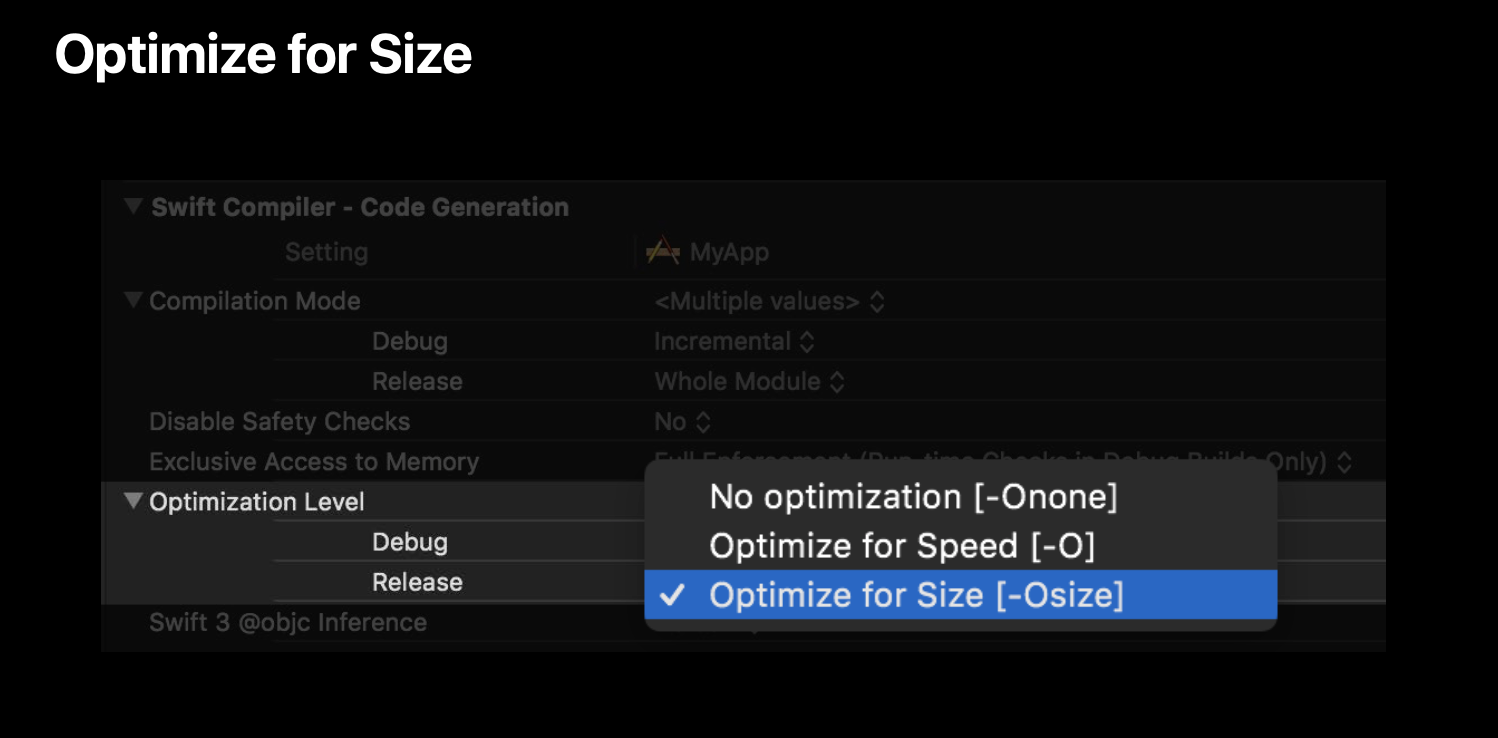 Optimize for Size
Swift Compiler - Code Generation
Setting MyApp
Compilation Mode <Multiple values>
Debug Incremental
Release Whole Module
Disable Safety Checks No
Exclusive Access to Memory Full Enforcement (Run-time Checks in Debug Builds Only)
Optimization Level
No optimization [-Onone]
Debug Optimize for Speed [-O]
Release Optimize for Size [-Osize]
Swift 3 @objc Inference